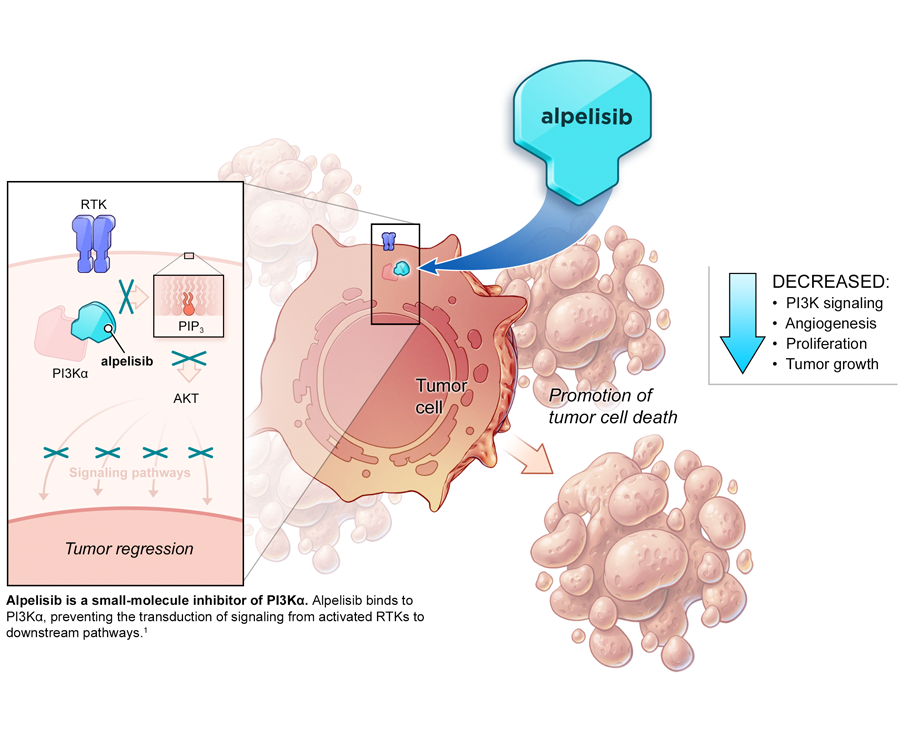 alpelisib
RTK
PIP3
alpelisib
PI3Kα
AKT
Signaling pathways
Tumor regression
Tumor
cell
Promotion of
tumor cell death
DECREASED:
• PI3K signaling
• Angiogenesis
• Proliferation
• Tumor growth
Alpelisib is a small-molecule inhibitor of PI3Kα. Alpelisib binds to
PI3Kα, preventing the transduction of signaling from activated RTKs to
downstream pathways.1